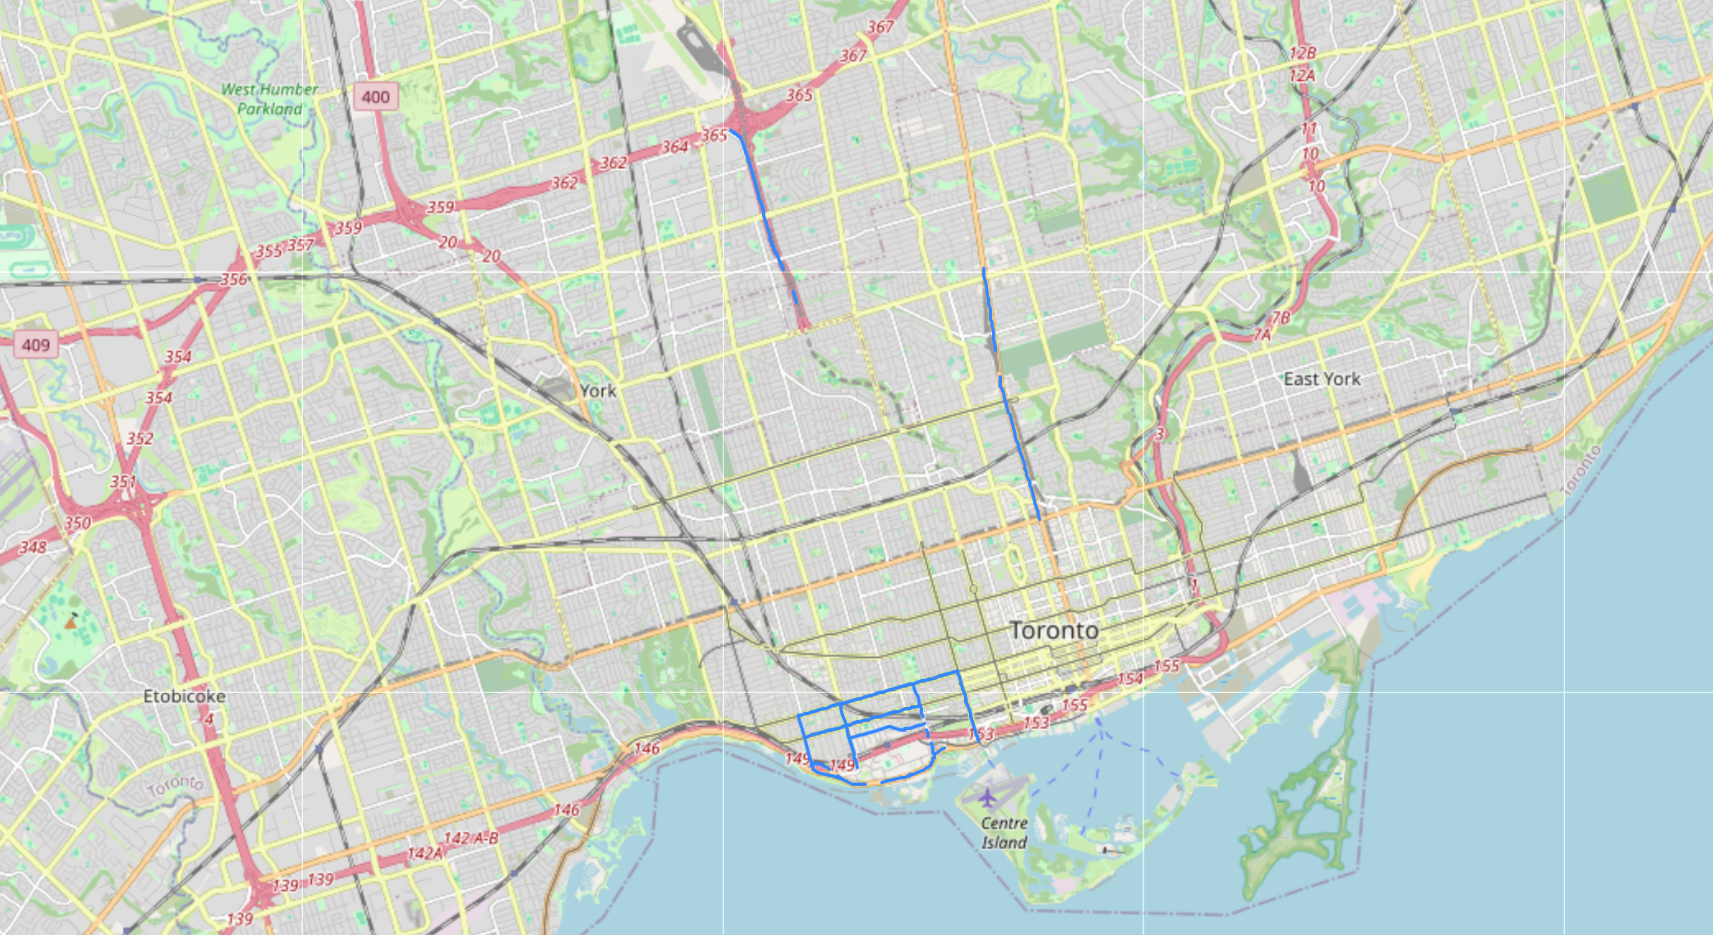 367
12B
367
12A
West Humber
Parkland
400
365
11
365
364
10
362
362
10
359
359
20
355
357
20
356
7B
409
7A
354
East York
York
354
352
3
351
Toronto
350
348
1
Toronto
155
154
Etobicoke
155
4
153
153
146
149
149
Toronto
146
Centre
Island
142/A-B
142A
139
139
139